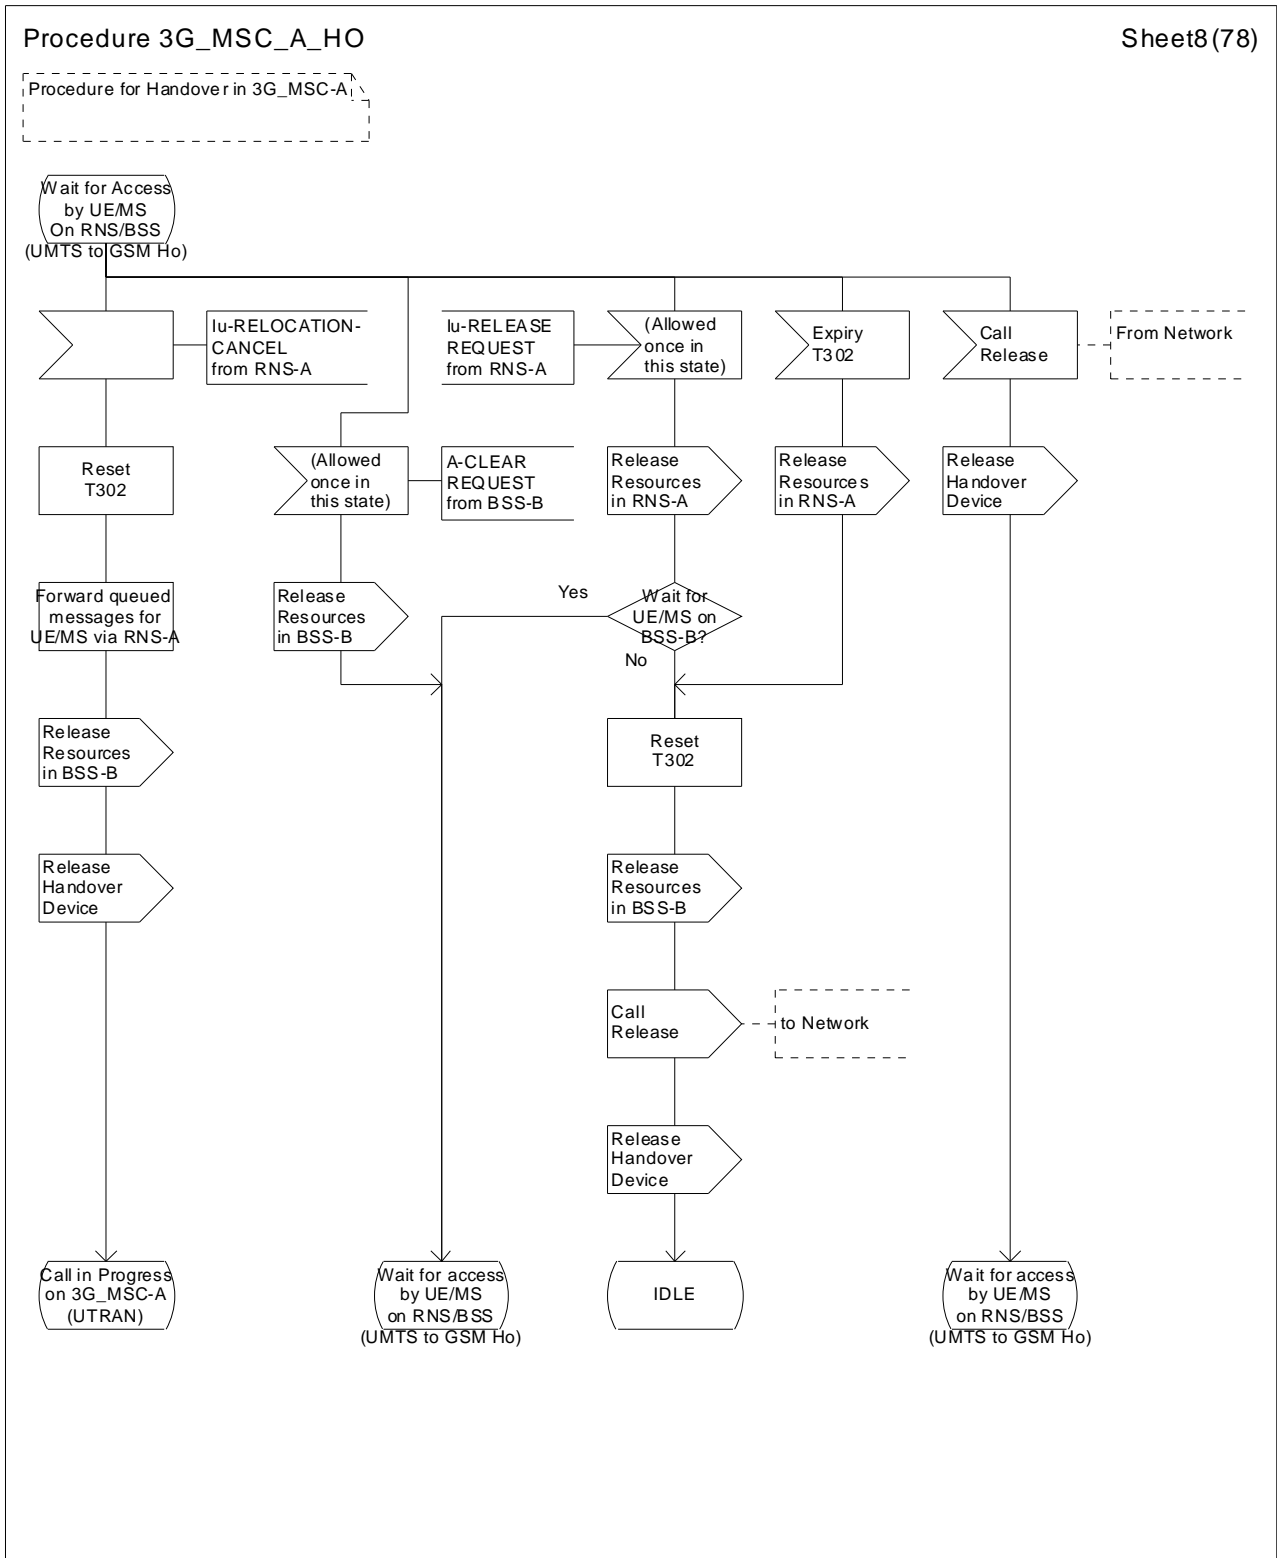 Procedure 3G_MSC_A_HO
Sheet8(78)
Procedure for Handover in 3G_MSC-A
Wait for Access
by UE/MS
On RNS/BSS
(UMTS to GSM Ho)
Iu-RELOCATION-
CANCEL
from RNS-A
Iu-RELEASE
REQUEST
from RNS-A
(Allowed
once in
this state)
Expiry
T302
Call
Release
From Network
Reset
T302
(Allowed
once in
this state)
A-CLEAR
REQUEST
from BSS-B
Release
Resources
in RNS-A
Release
Resources
in RNS-A
Release
Handover
Device
Forward queued
messages for
UE/MS via RNS-A
Release
Resources
in BSS-B
Yes
Wait for
UE/MS on
BSS-B?
No
Release
Resources
in BSS-B
Reset
T302
Release
Handover
Device
Release
Resources
in BSS-B
Call
Release
to Network
Release
Handover
Device
Call in Progress
on 3G_MSC-A
(UTRAN)
Wait for access
by UE/MS
on RNS/BSS
(UMTS to GSM Ho)
IDLE
Wait for access
by UE/MS
on RNS/BSS
(UMTS to GSM Ho)